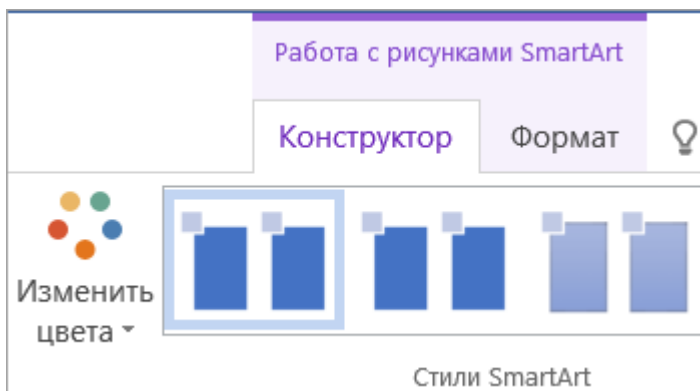 Работа с рисунками SmartArt
Конструктор Формат
Изменить
цвета
Стили SmartArt